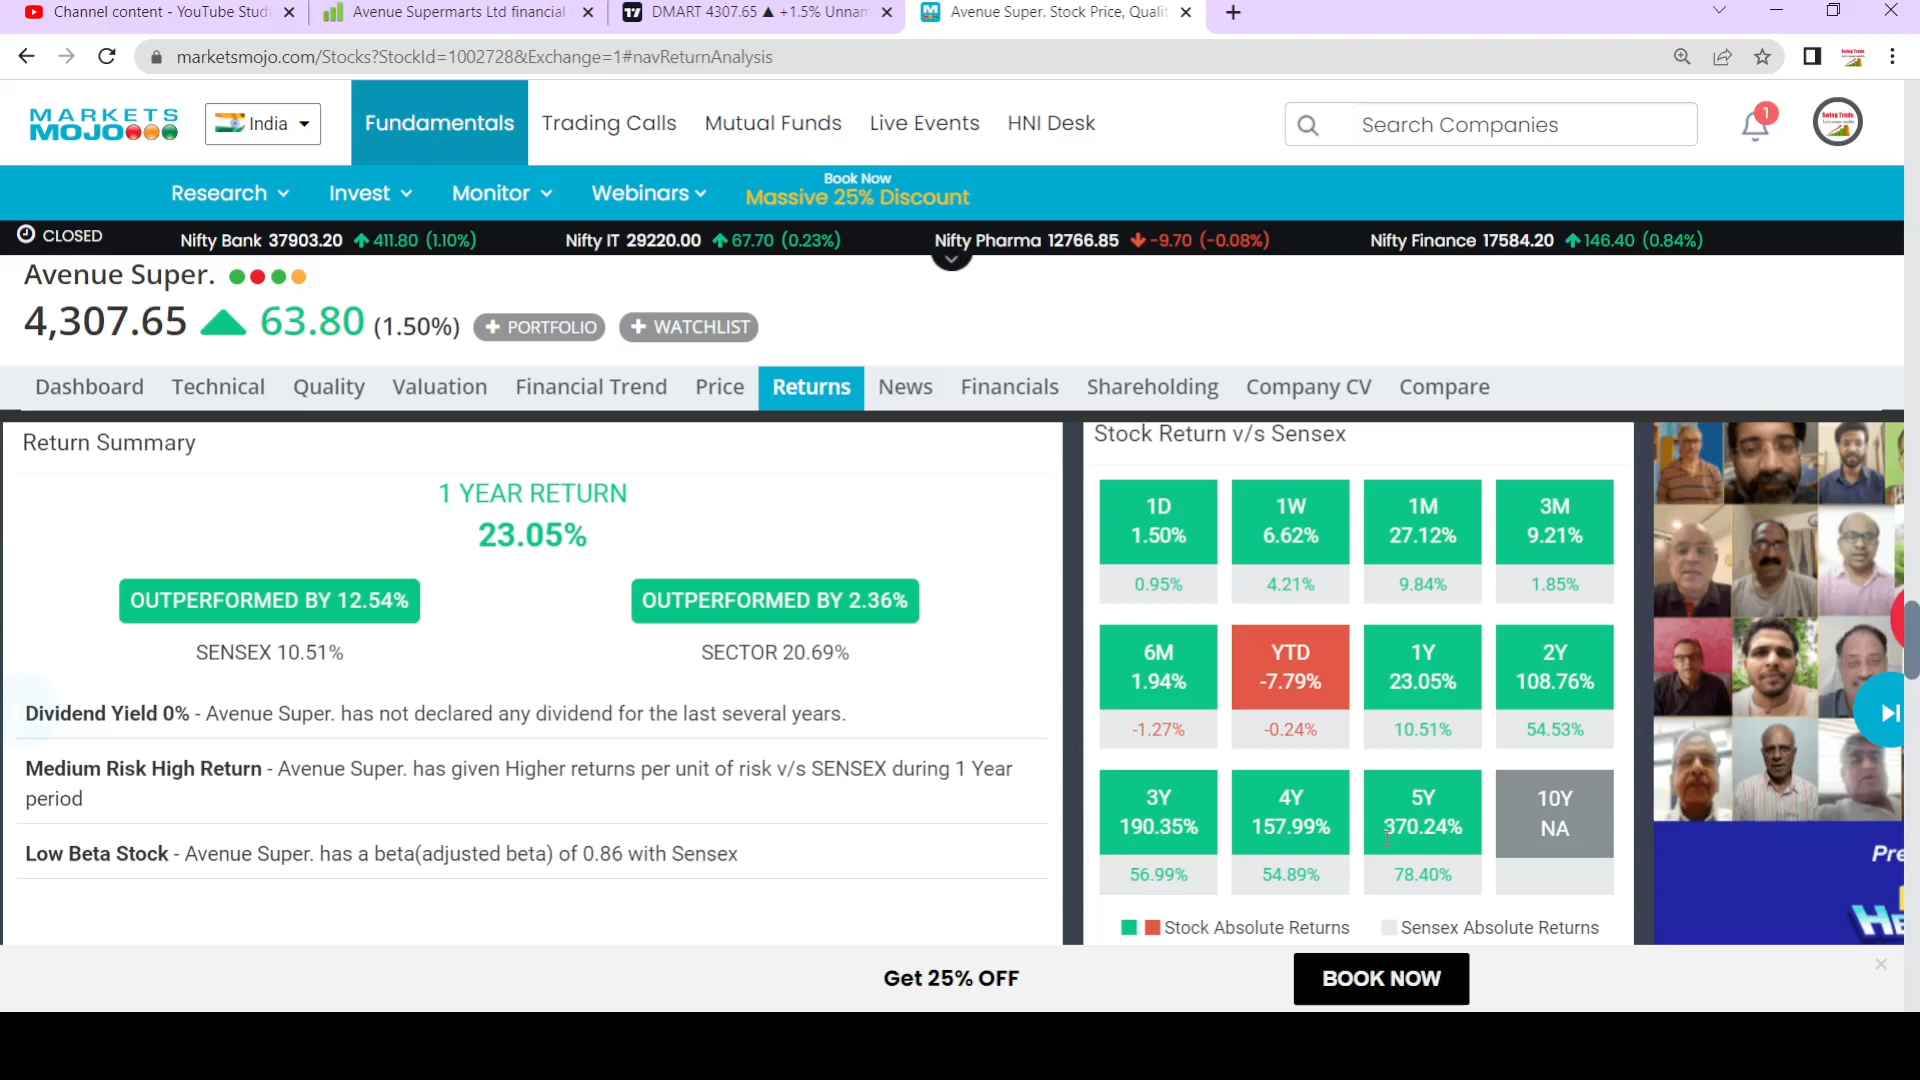 Channel content - YouTube Studi
Avenue Supermarts Ltd financial
DMART 4307.65 ▲ +1.5% Unnam
Avenue Super. Stock Price, Qualit
marketsmojo.com/Stocks?StockId=1002728&Exchange=1#navReturnAnalysis
MARKETS
MOJO
India
Fundamentals
Trading Calls
Mutual Funds
Live Events
HNI Desk
Search Companies
1
Swing Trade
Research
Invest
Monitor
Webinars
Book Now
Massive 25% Discount
CLOSED
Nifty Bank 37903.20 411.80 (1.10%)
Nifty IT 29220.00 67.70 (0.23%)
Nifty Pharma 12766.85 -9.70 (-0.08%)
Nifty Finance 17584.20 146.40 (0.84%)
Avenue Super.
4,307.65 63.80 (1.50%)
+ PORTFOLIO
+ WATCHLIST
Dashboard
Technical
Quality
Valuation
Financial Trend
Price
Returns
News
Financials
Shareholding
Company CV
Compare
Return Summary
1 YEAR RETURN
23.05%
OUTPERFORMED BY 12.54%
OUTPERFORMED BY 2.36%
SENSEX 10.51%
SECTOR 20.69%
Dividend Yield 0% - Avenue Super. has not declared any dividend for the last several years.
Medium Risk High Return - Avenue Super. has given Higher returns per unit of risk v/s SENSEX during 1 Year
period
Low Beta Stock - Avenue Super. has a beta(adjusted beta) of 0.86 with Sensex
Stock Return v/s Sensex
1D 1W 1M 3M
1.50% 6.62% 27.12% 9.21%
0.95% 4.21% 9.84% 1.85%
6M YTD 1Y 2Y
1.94% -7.79% 23.05% 108.76%
-1.27% -0.24% 10.51% 54.53%
3Y 4Y 5Y 10Y
190.35% 157.99% 370.24% NA
56.99% 54.89% 78.40%
Stock Absolute Returns
Sensex Absolute Returns
Pre
He
Get 25% OFF
BOOK NOW